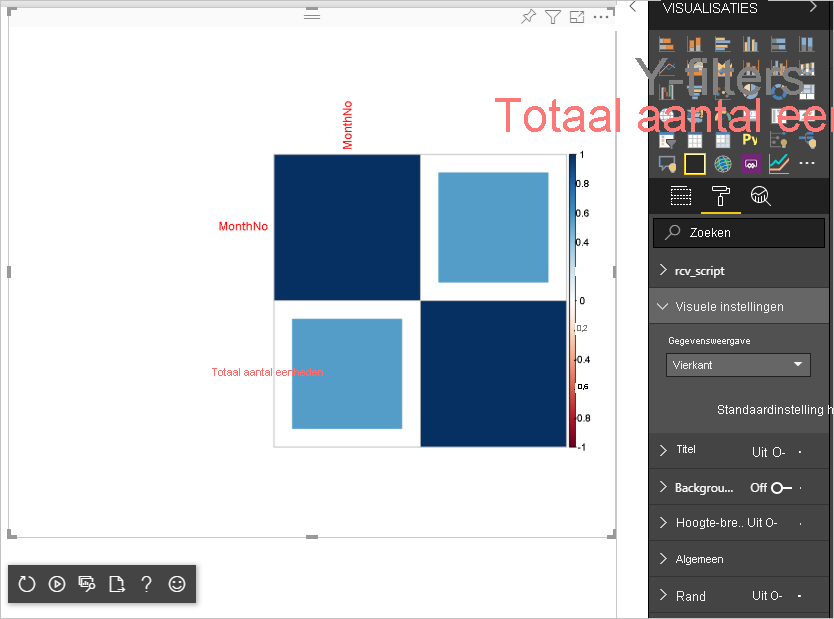 VISUALISATIES
Y-filters
Totaal aantal ee
Py
MonthNo
MonthNo
Totaal aantal eenheden
1
0.8
0.6
0.4
0
0,2
0.4
0,6
0.8
-1
Zoeken
rcv_script
Visuele instellingen
Gegevensweergave
Vierkant
Standaardinstelling h
Titel
Uit O-
Backgrou...
Off
Hoogte-bre.. Uit O-
Algemeen
Rand
Uit O-